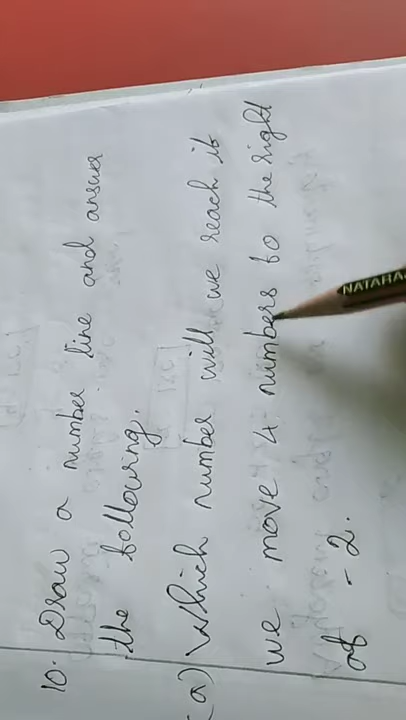 10. Draw a number line and answer
the following.
(a) Which number will we reach if
we move 4 numbers to the right
of -2.
NATARA